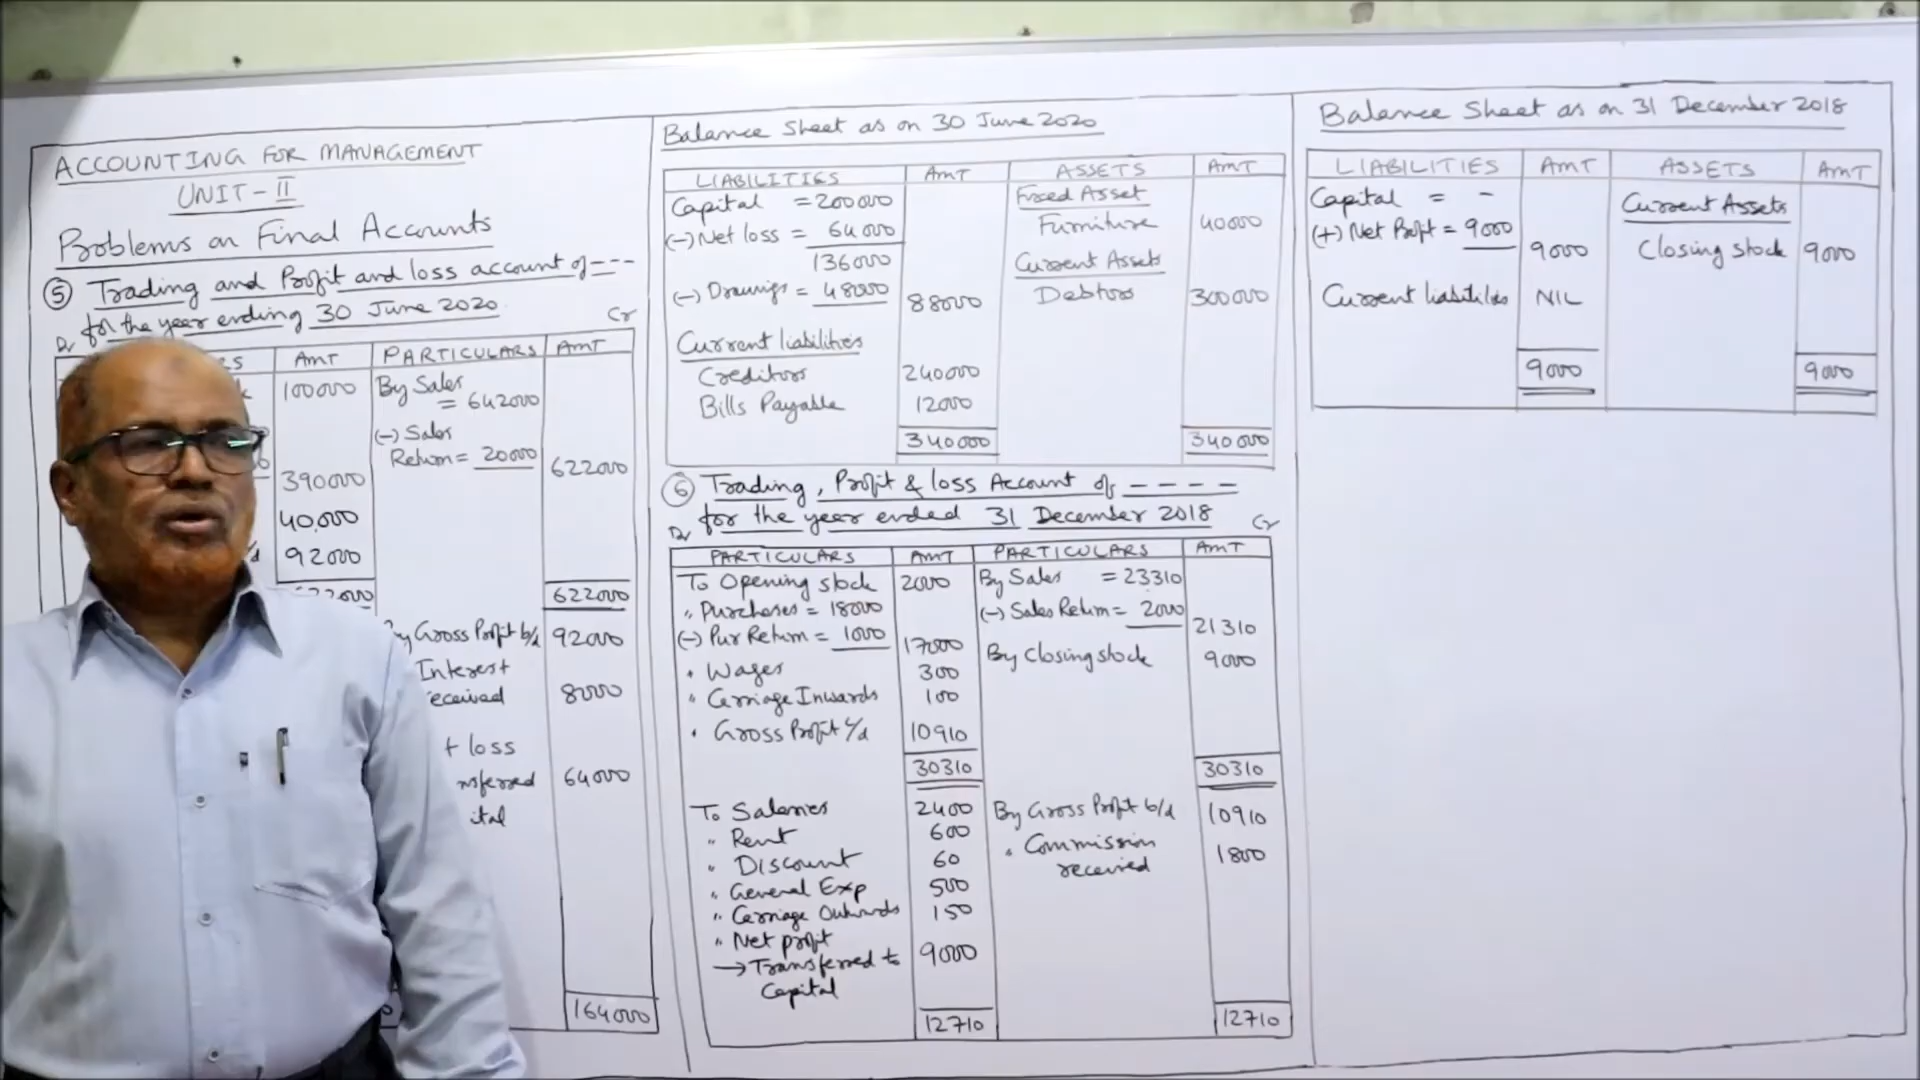 ACCOUNTING FOR MANAGEMENT
UNIT-II
Problems on Final Accounts
⑤ Trading and Profit and loss account of ---
for the year ending 30 June 2020
Dr Cr
AMT PARTICULARS AMT
100000 By Sales
= 642000
(-) Sales
Return = 20000 622000
390000
40,000
92000
622000
By Gross Profit b/d 92000
Interest
received 8000
loss
64000
164000
Balance Sheet as on 30 June 2020
LIABILITIES AMT ASSETS AMT
Capital = 200000 Fixed Asset
(-) Net loss = 64000 Furniture 40000
136000 Current Assets
(-) Drawings = 48000 88000 Debtors 300000
Current liabilities
Creditors 240000
Bills Payable 12000
340000 340000
⑥ Trading, Profit & loss Account of ----
for the year ended 31 December 2018
Dr Cr
PARTICULARS AMT PARTICULARS AMT
To Opening stock 2000 By Sales = 23310
" Purchases = 18000 (-) Sales Return = 2000 21310
(-) Pur Return = 1000 17000 By Closing stock 9000
" Wages 300
" Carriage Inwards 100
" Gross Profit c/d 10910
30310 30310
To Salaries 2400 By Gross Profit b/d 10910
" Rent 600 " Commission
" Discount 60 received 1800
" General Exp 500
" Carriage Outwards 150
" Net profit
→ Transferred to 9000
Capital
12710 12710
Balance Sheet as on 31 December 2018
LIABILITIES AMT ASSETS AMT
Capital = - Current Assets
(+) Net Profit = 9000 9000 Closing stock 9000
Current liabilities NIL
9000 9000